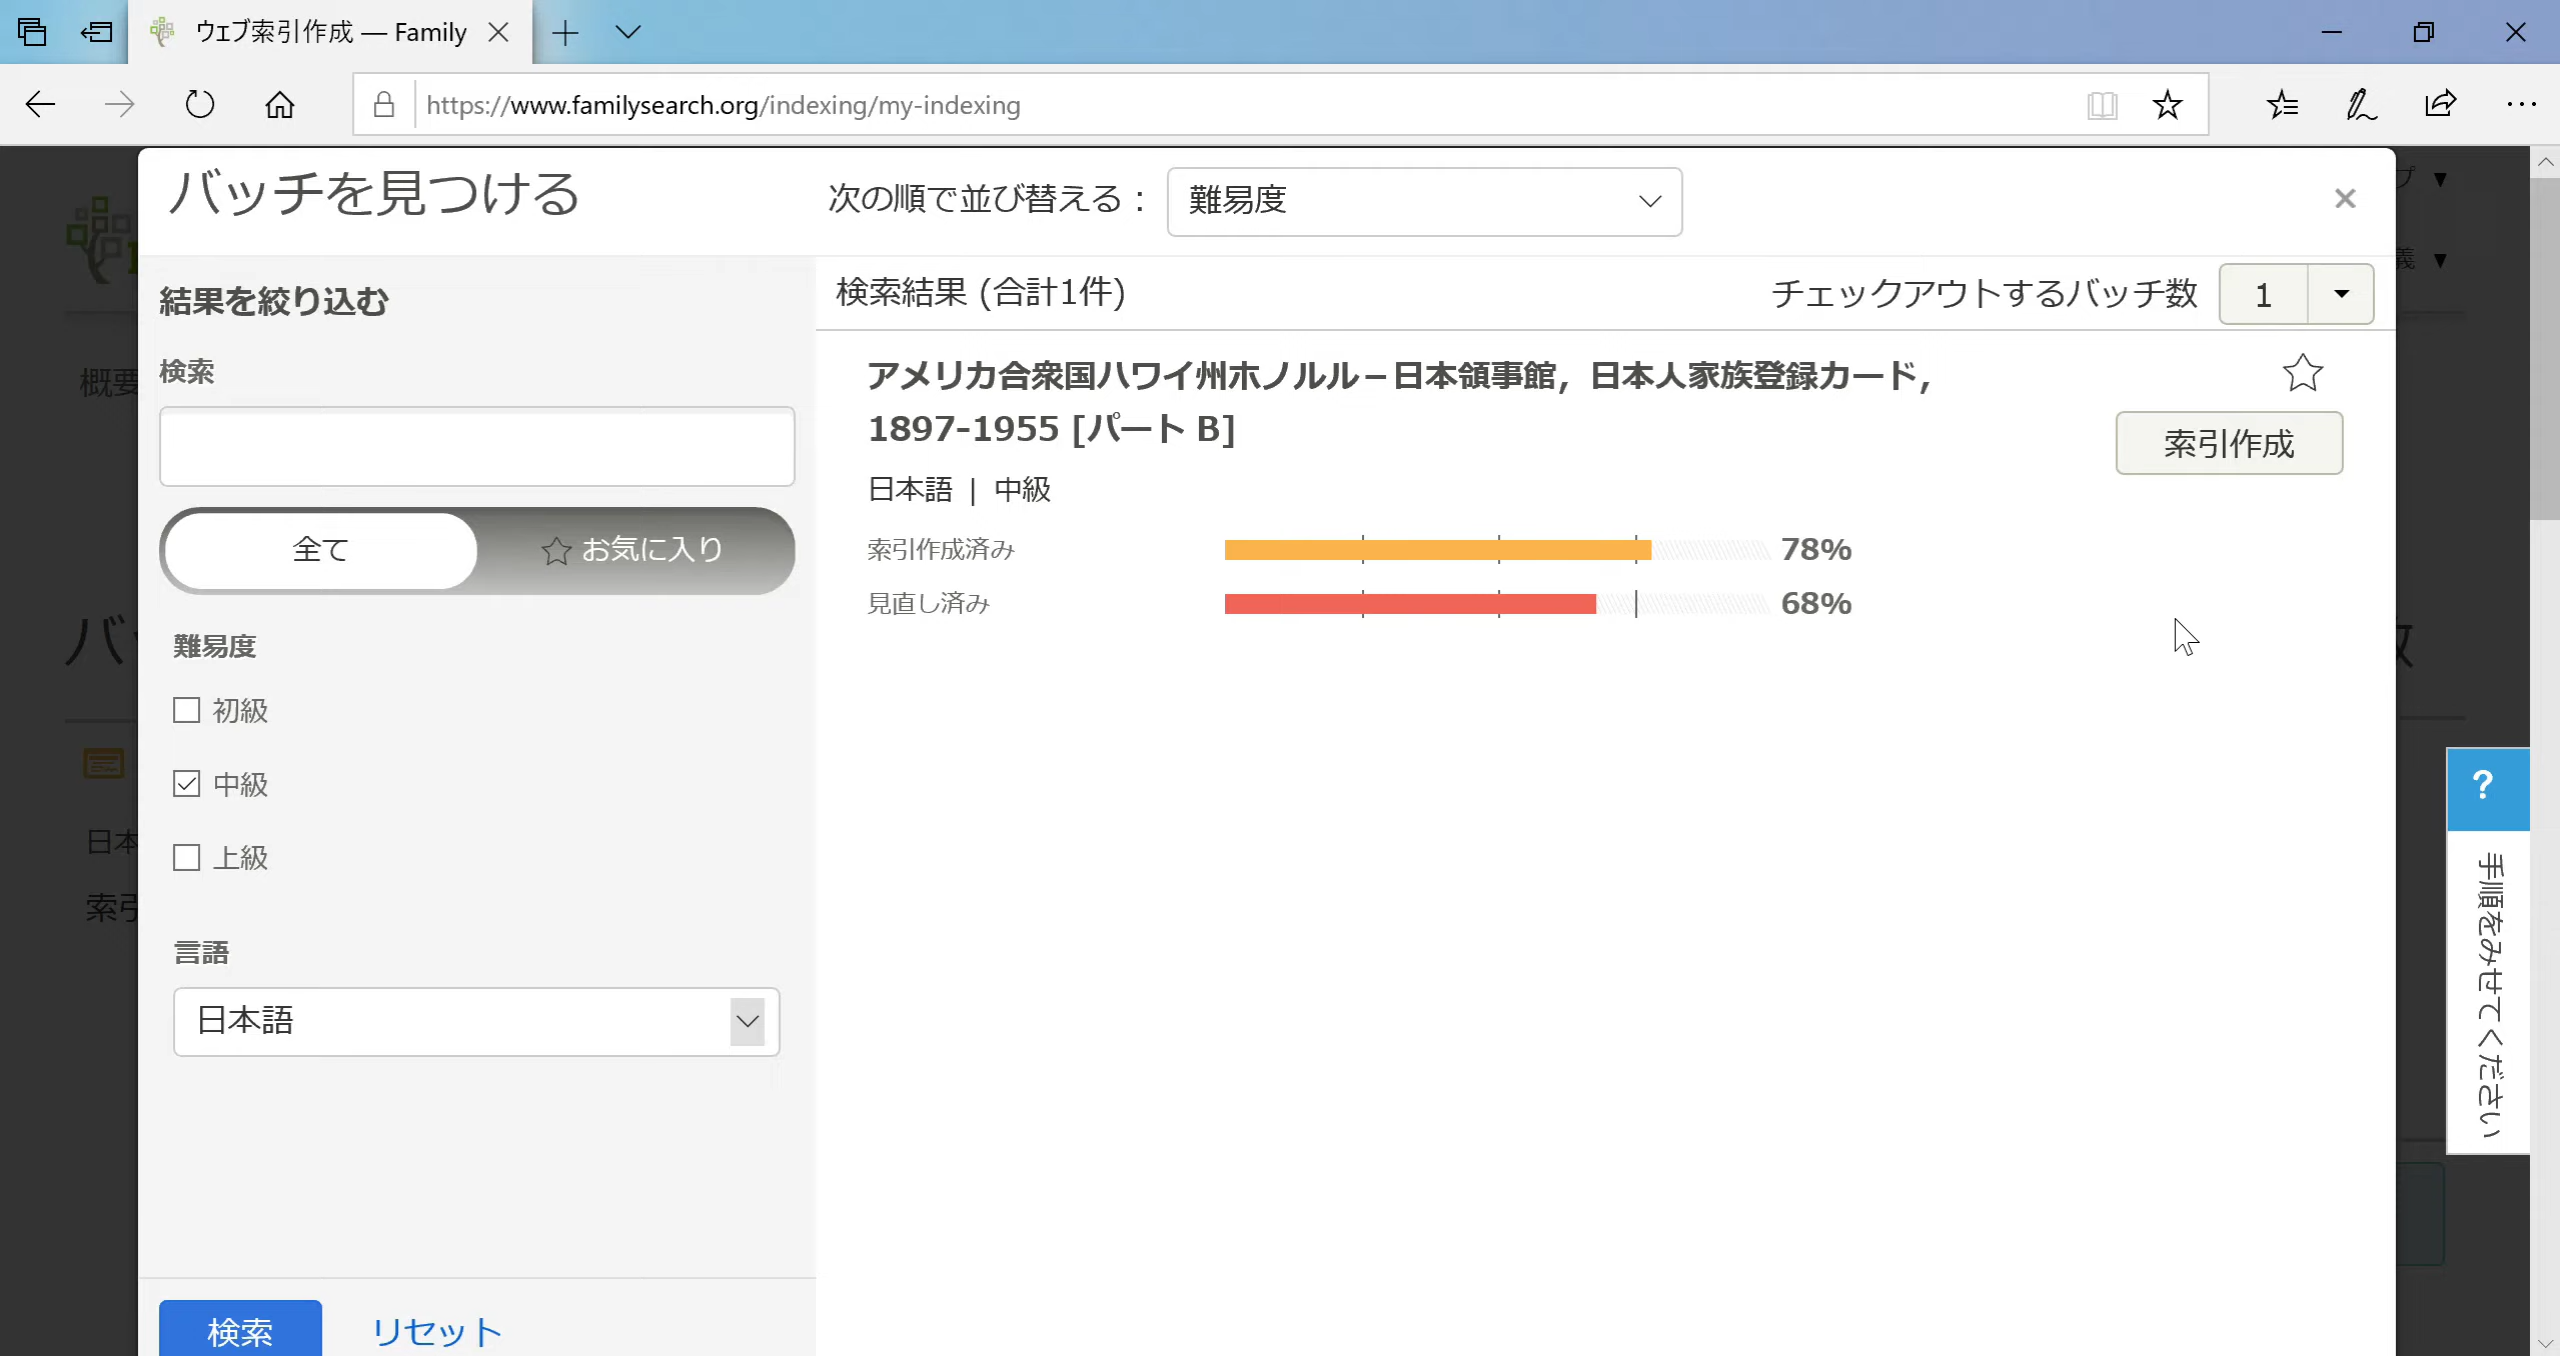 ウェブ索引作成 — Family
https://www.familysearch.org/indexing/my-indexing
バッチを見つける
次の順で並び替える：
難易度
結果を絞り込む
検索結果 (合計1件)
チェックアウトするバッチ数
1
検索
アメリカ合衆国ハワイ州ホノルル－日本領事館，日本人家族登録カード，
1897-1955 [パート B]
索引作成
日本語 | 中級
全て
お気に入り
索引作成済み
78%
見直し済み
68%
難易度
初級
中級
上級
言語
日本語
検索
リセット
概要
日本
索引
?
手順をみせてください